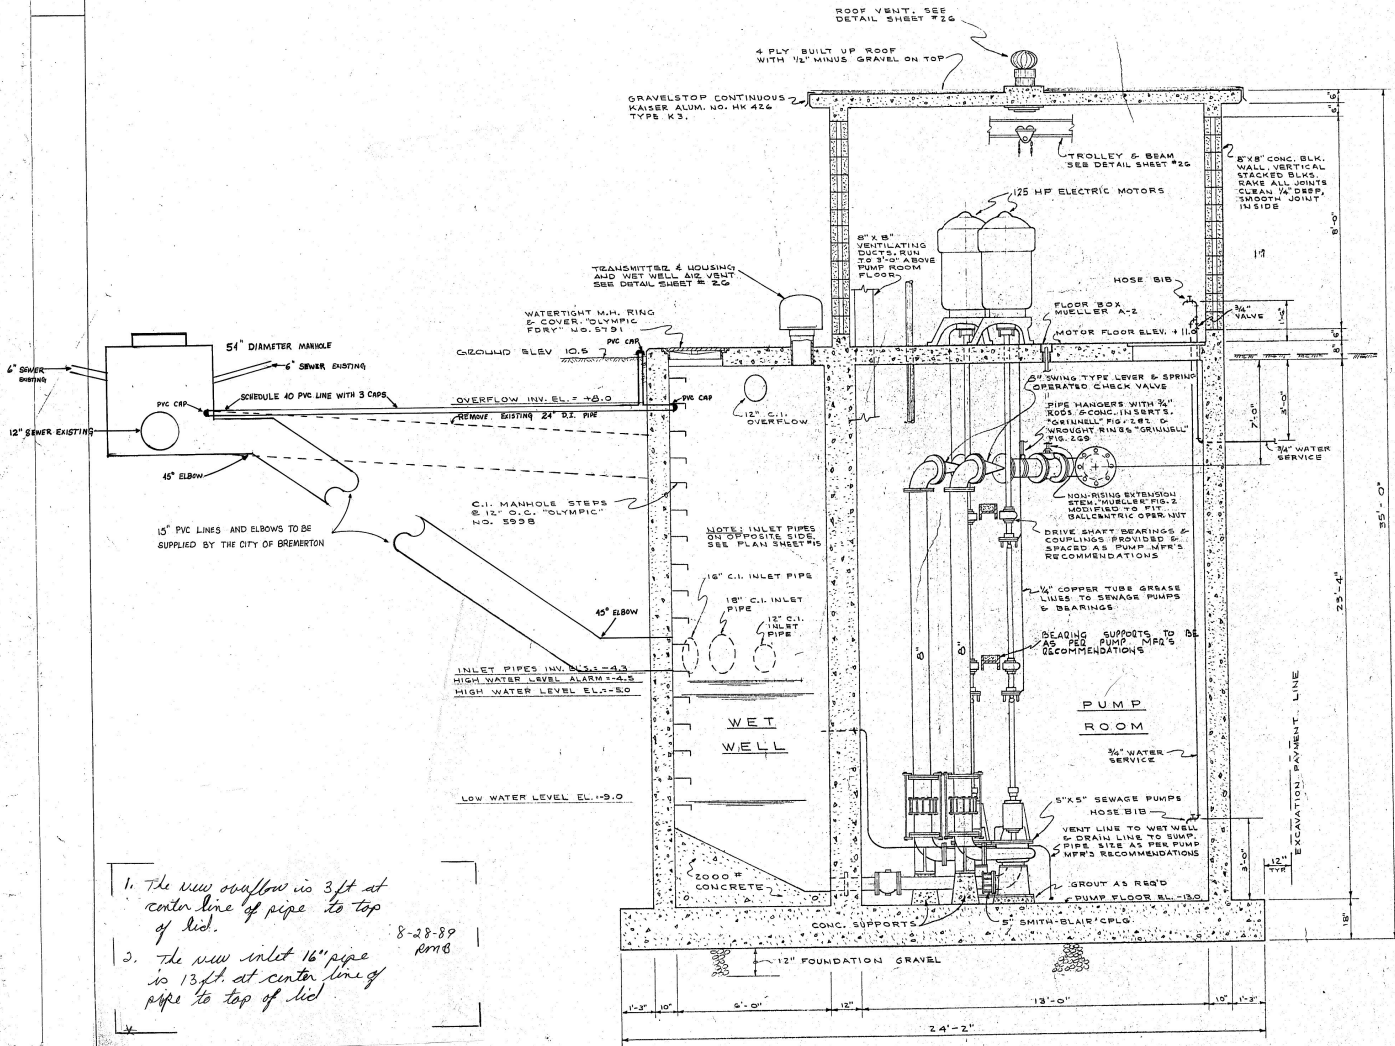 ROOF VENT. SEE
DETAIL SHEET #26
4 PLY BUILT UP ROOF
WITH 1/2" MINUS GRAVEL ON TOP
GRAVELSTOP CONTINUOUS
KAISER ALUM. NO. HK 426
TYPE K3.
TROLLEY & BEAM
SEE DETAIL SHEET #26
8"X8" CONC. BLK.
WALL, VERTICAL
STACKED BLKS.
RAKE ALL JOINTS
CLEAN 1/4" DEEP,
SMOOTH JOINT
INSIDE
6"
6"
8'-0"
125 HP ELECTRIC MOTORS
8" X 8"
VENTILATING
DUCTS. RUN
TO 3'-0" ABOVE
PUMP ROOM
FLOOR
TRANSMITTER & HOUSING
AND WET WELL AIR VENT
SEE DETAIL SHEET # 26
HOSE BIB
FLOOR BOX
MUELLER A-2
3/4"
VALVE
MOTOR FLOOR ELEV. + 11.0
6"
8"
WATERTIGHT M.H. RING
& COVER. "OLYMPIC
FDRY" NO. 5791
PVC CAP
GROUND ELEV 10.5
54" DIAMETER MANHOLE
6" SEWER
EXISTING
6" SEWER EXISTING
SCHEDULE 40 PVC LINE WITH 3 CAPS
PVC CAP
OVERFLOW INV. EL. = +8.0
PVC CAP
REMOVE EXISTING 24" D.I. PIPE
12" SEWER EXISTING
45° ELBOW
12" C.I.
OVERFLOW
8" SWING TYPE LEVER & SPRING
OPERATED CHECK VALVE
PIPE HANGERS WITH 3/4"
RODS & CONC. INSERTS.
"GRINNELL" FIG. 282 &
WROUGHT RINGS "GRINNELL"
FIG. 269
7'-0"
3'-0"
3/4" WATER
SERVICE
C.I. MANHOLE STEPS
@ 12" O.C. "OLYMPIC"
NO. 5998
15" PVC LINES AND ELBOWS TO BE
SUPPLIED BY THE CITY OF BREMERTON
NOTE: INLET PIPES
ON OPPOSITE SIDE.
SEE PLAN SHEET #15
NON-RISING EXTENSION
STEM, "MUELLER" FIG. 2
MODIFIED TO FIT
BALLCENTRIC OPER. NUT
DRIVE SHAFT BEARINGS &
COUPLINGS PROVIDED &
SPACED AS PUMP MFR'S
RECOMMENDATIONS
35'-0"
16" C.I. INLET PIPE
18" C.I. INLET
PIPE
12" C.I.
INLET
PIPE
45° ELBOW
1/4" COPPER TUBE GREASE
LINES TO SEWAGE PUMPS
& BEARINGS
25'-4"
BEARING SUPPORTS TO BE
AS PER PUMP MFR'S
RECOMMENDATIONS
8"
8"
INLET PIPES INV. EL'S. = -4.3
HIGH WATER LEVEL ALARM = -4.5
HIGH WATER LEVEL EL. = -5.0
WET
WELL
PUMP
ROOM
3/4" WATER
SERVICE
EXCAVATION PAYMENT LINE
LOW WATER LEVEL EL. -9.0
5"X5" SEWAGE PUMPS
HOSE BIB
VENT LINE TO WET WELL
& DRAIN LINE TO SUMP.
PIPE SIZE AS PER PUMP
MFR'S RECOMMENDATIONS
3'-0"
12"
TYP.
2000 #
CONCRETE
GROUT AS REQ'D
PUMP FLOOR EL. -13.0
CONC. SUPPORTS
5" SMITH-BLAIR CPLG
18"
12" FOUNDATION GRAVEL
1'-3"
10"
6'-0"
12"
13'-0"
10"
1'-3"
24'-2"
1. The new overflow is 3 ft at
center line of pipe to top
of lid.
8-28-89
RMB
2. The new inlet 16" pipe
is 13 ft. at center line of
pipe to top of lid